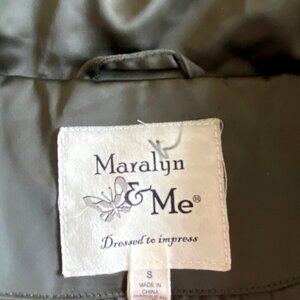 Maralyn
& Me®
Dressed to impress
S
MADE IN
CHINA